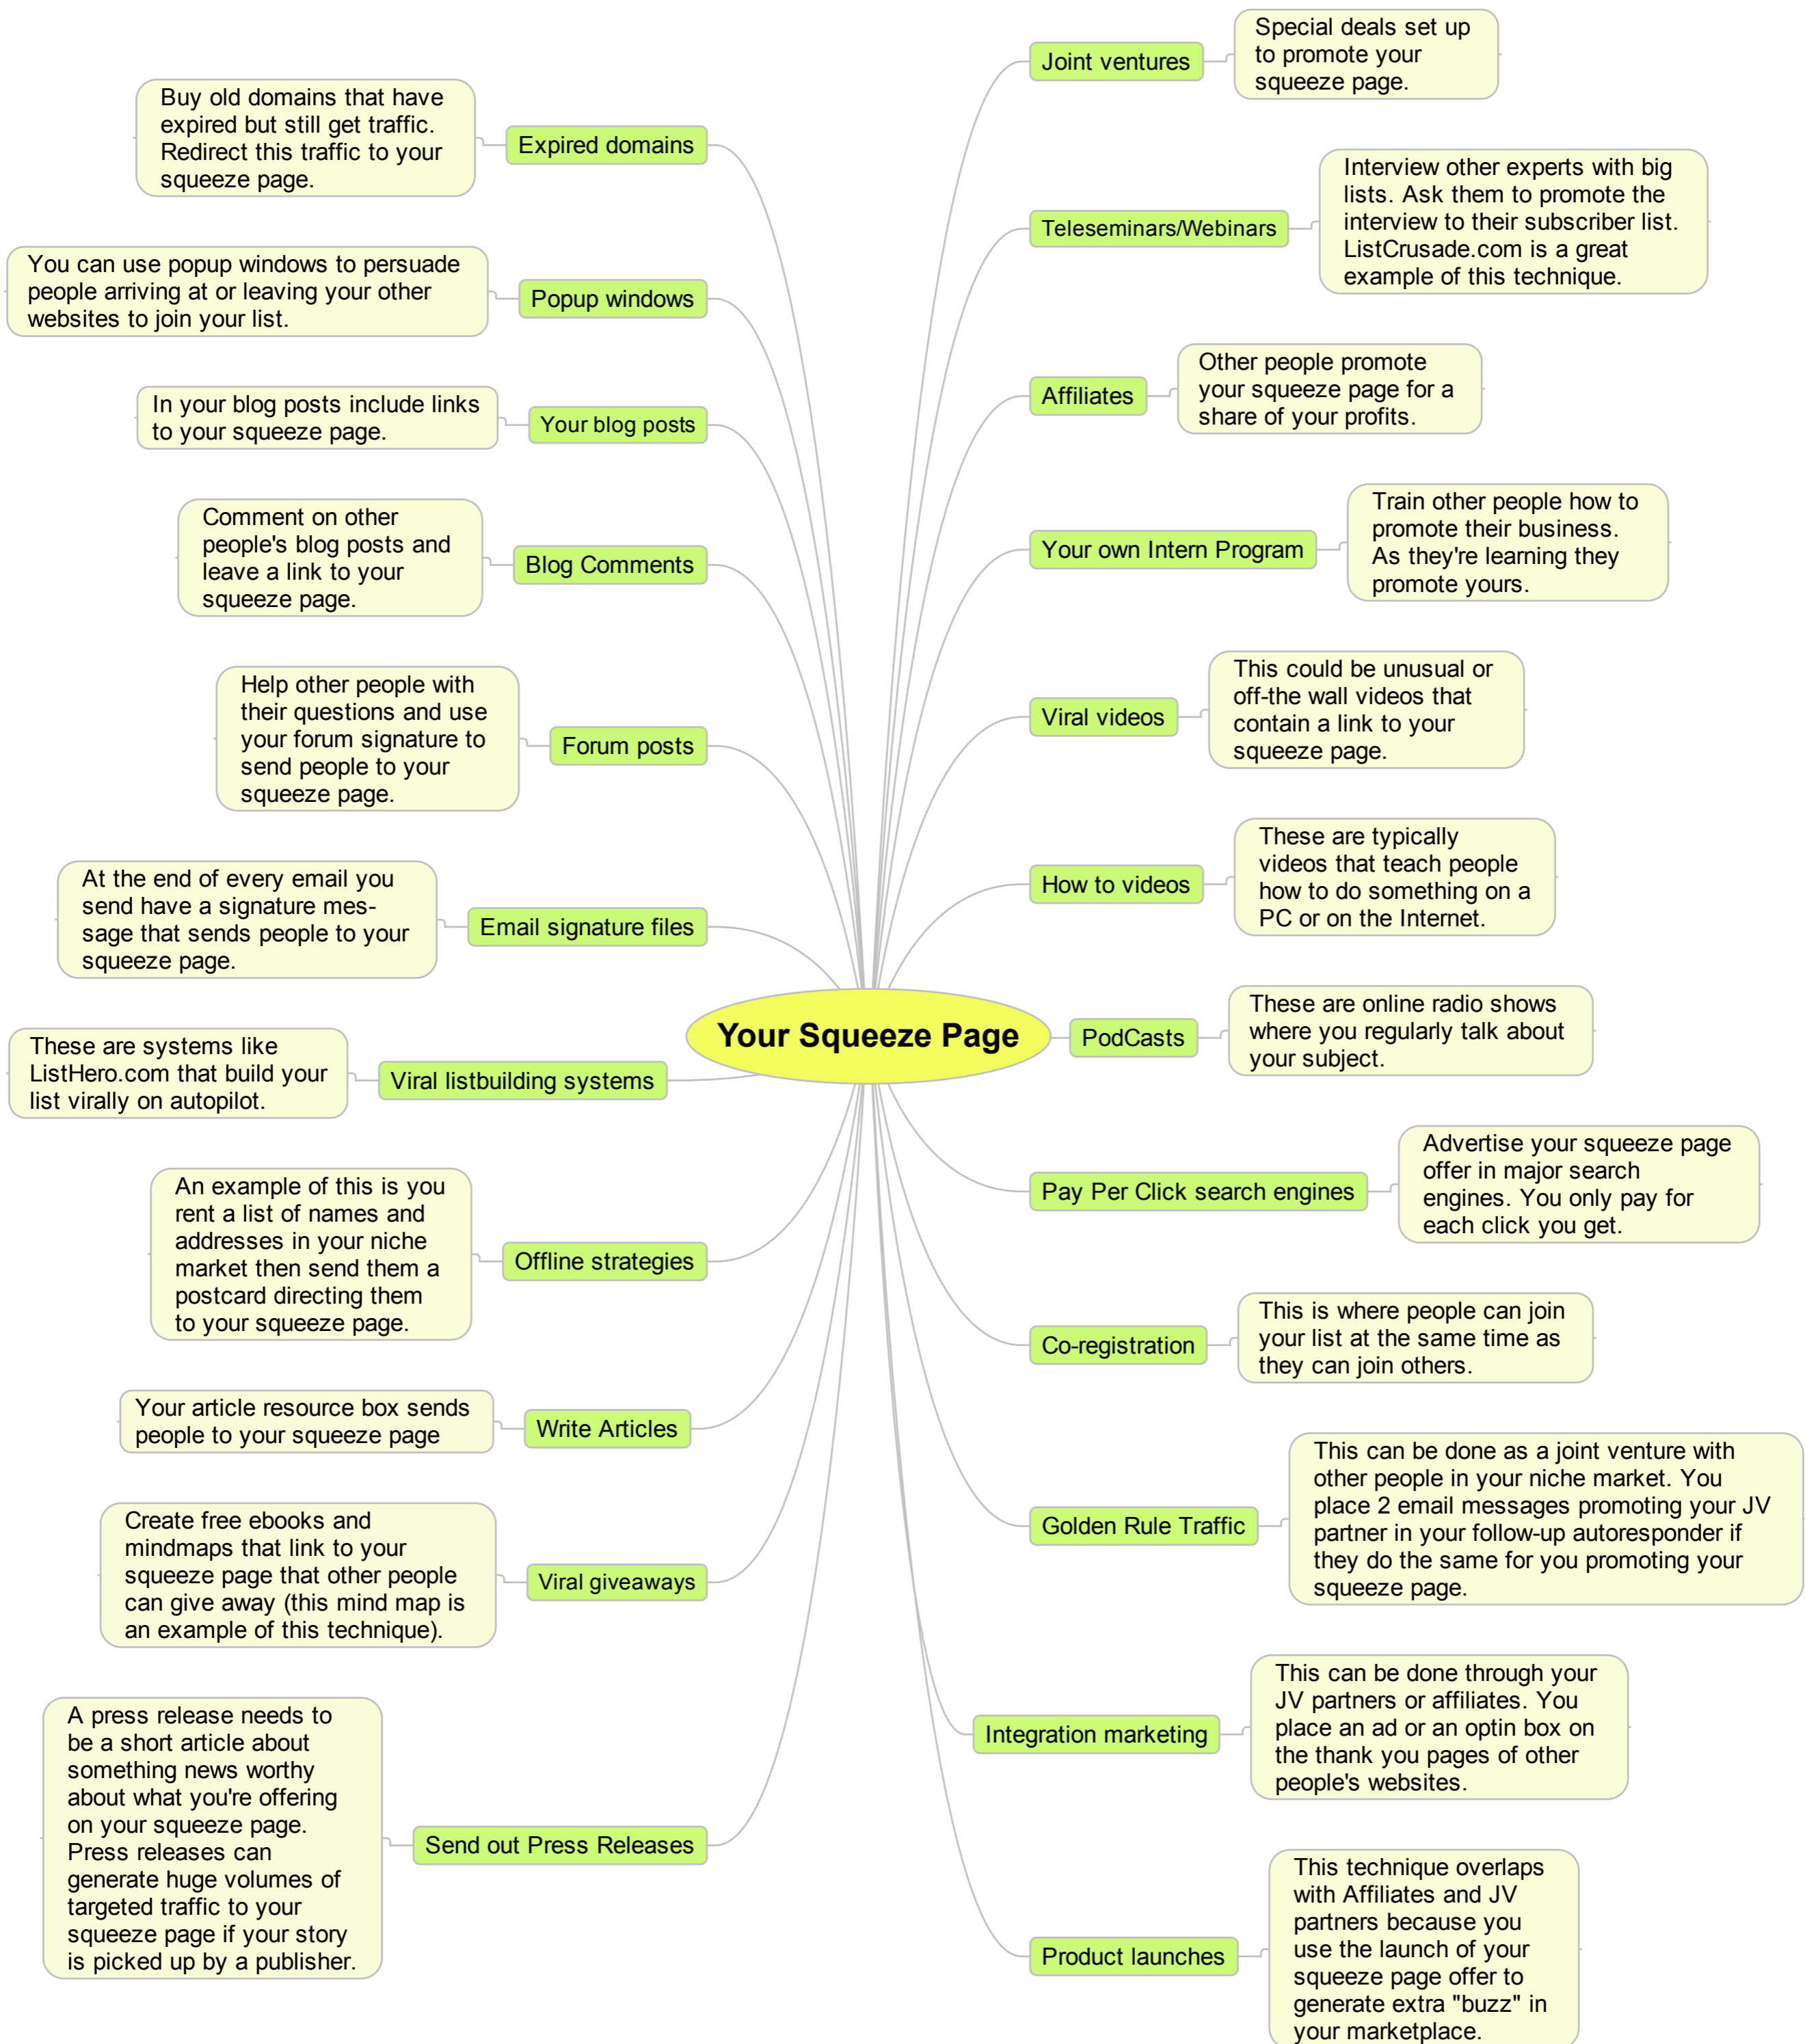 Your Squeeze Page
Joint ventures
Special deals set up
to promote your
squeeze page.
Teleseminars/Webinars
Interview other experts with big
lists. Ask them to promote the
interview to their subscriber list.
ListCrusade.com is a great
example of this technique.
Affiliates
Other people promote
your squeeze page for a
share of your profits.
Your own Intern Program
Train other people how to
promote their business.
As they're learning they
promote yours.
Viral videos
This could be unusual or
off-the wall videos that
contain a link to your
squeeze page.
How to videos
These are typically
videos that teach people
how to do something on a
PC or on the Internet.
PodCasts
These are online radio shows
where you regularly talk about
your subject.
Pay Per Click search engines
Advertise your squeeze page
offer in major search
engines. You only pay for
each click you get.
Co-registration
This is where people can join
your list at the same time as
they can join others.
Golden Rule Traffic
This can be done as a joint venture with
other people in your niche market. You
place 2 email messages promoting your JV
partner in your follow-up autoresponder if
they do the same for you promoting your
squeeze page.
Integration marketing
This can be done through your
JV partners or affiliates. You
place an ad or an optin box on
the thank you pages of other
people's websites.
Product launches
This technique overlaps
with Affiliates and JV
partners because you
use the launch of your
squeeze page offer to
generate extra "buzz" in
your marketplace.
Expired domains
Buy old domains that have
expired but still get traffic.
Redirect this traffic to your
squeeze page.
Popup windows
You can use popup windows to persuade
people arriving at or leaving your other
websites to join your list.
Your blog posts
In your blog posts include links
to your squeeze page.
Blog Comments
Comment on other
people's blog posts and
leave a link to your
squeeze page.
Forum posts
Help other people with
their questions and use
your forum signature to
send people to your
squeeze page.
Email signature files
At the end of every email you
send have a signature mes-
sage that sends people to your
squeeze page.
Viral listbuilding systems
These are systems like
ListHero.com that build your
list virally on autopilot.
Offline strategies
An example of this is you
rent a list of names and
addresses in your niche
market then send them a
postcard directing them
to your squeeze page.
Write Articles
Your article resource box sends
people to your squeeze page
Viral giveaways
Create free ebooks and
mindmaps that link to your
squeeze page that other people
can give away (this mind map is
an example of this technique).
Send out Press Releases
A press release needs to
be a short article about
something news worthy
about what you're offering
on your squeeze page.
Press releases can
generate huge volumes of
targeted traffic to your
squeeze page if your story
is picked up by a publisher.